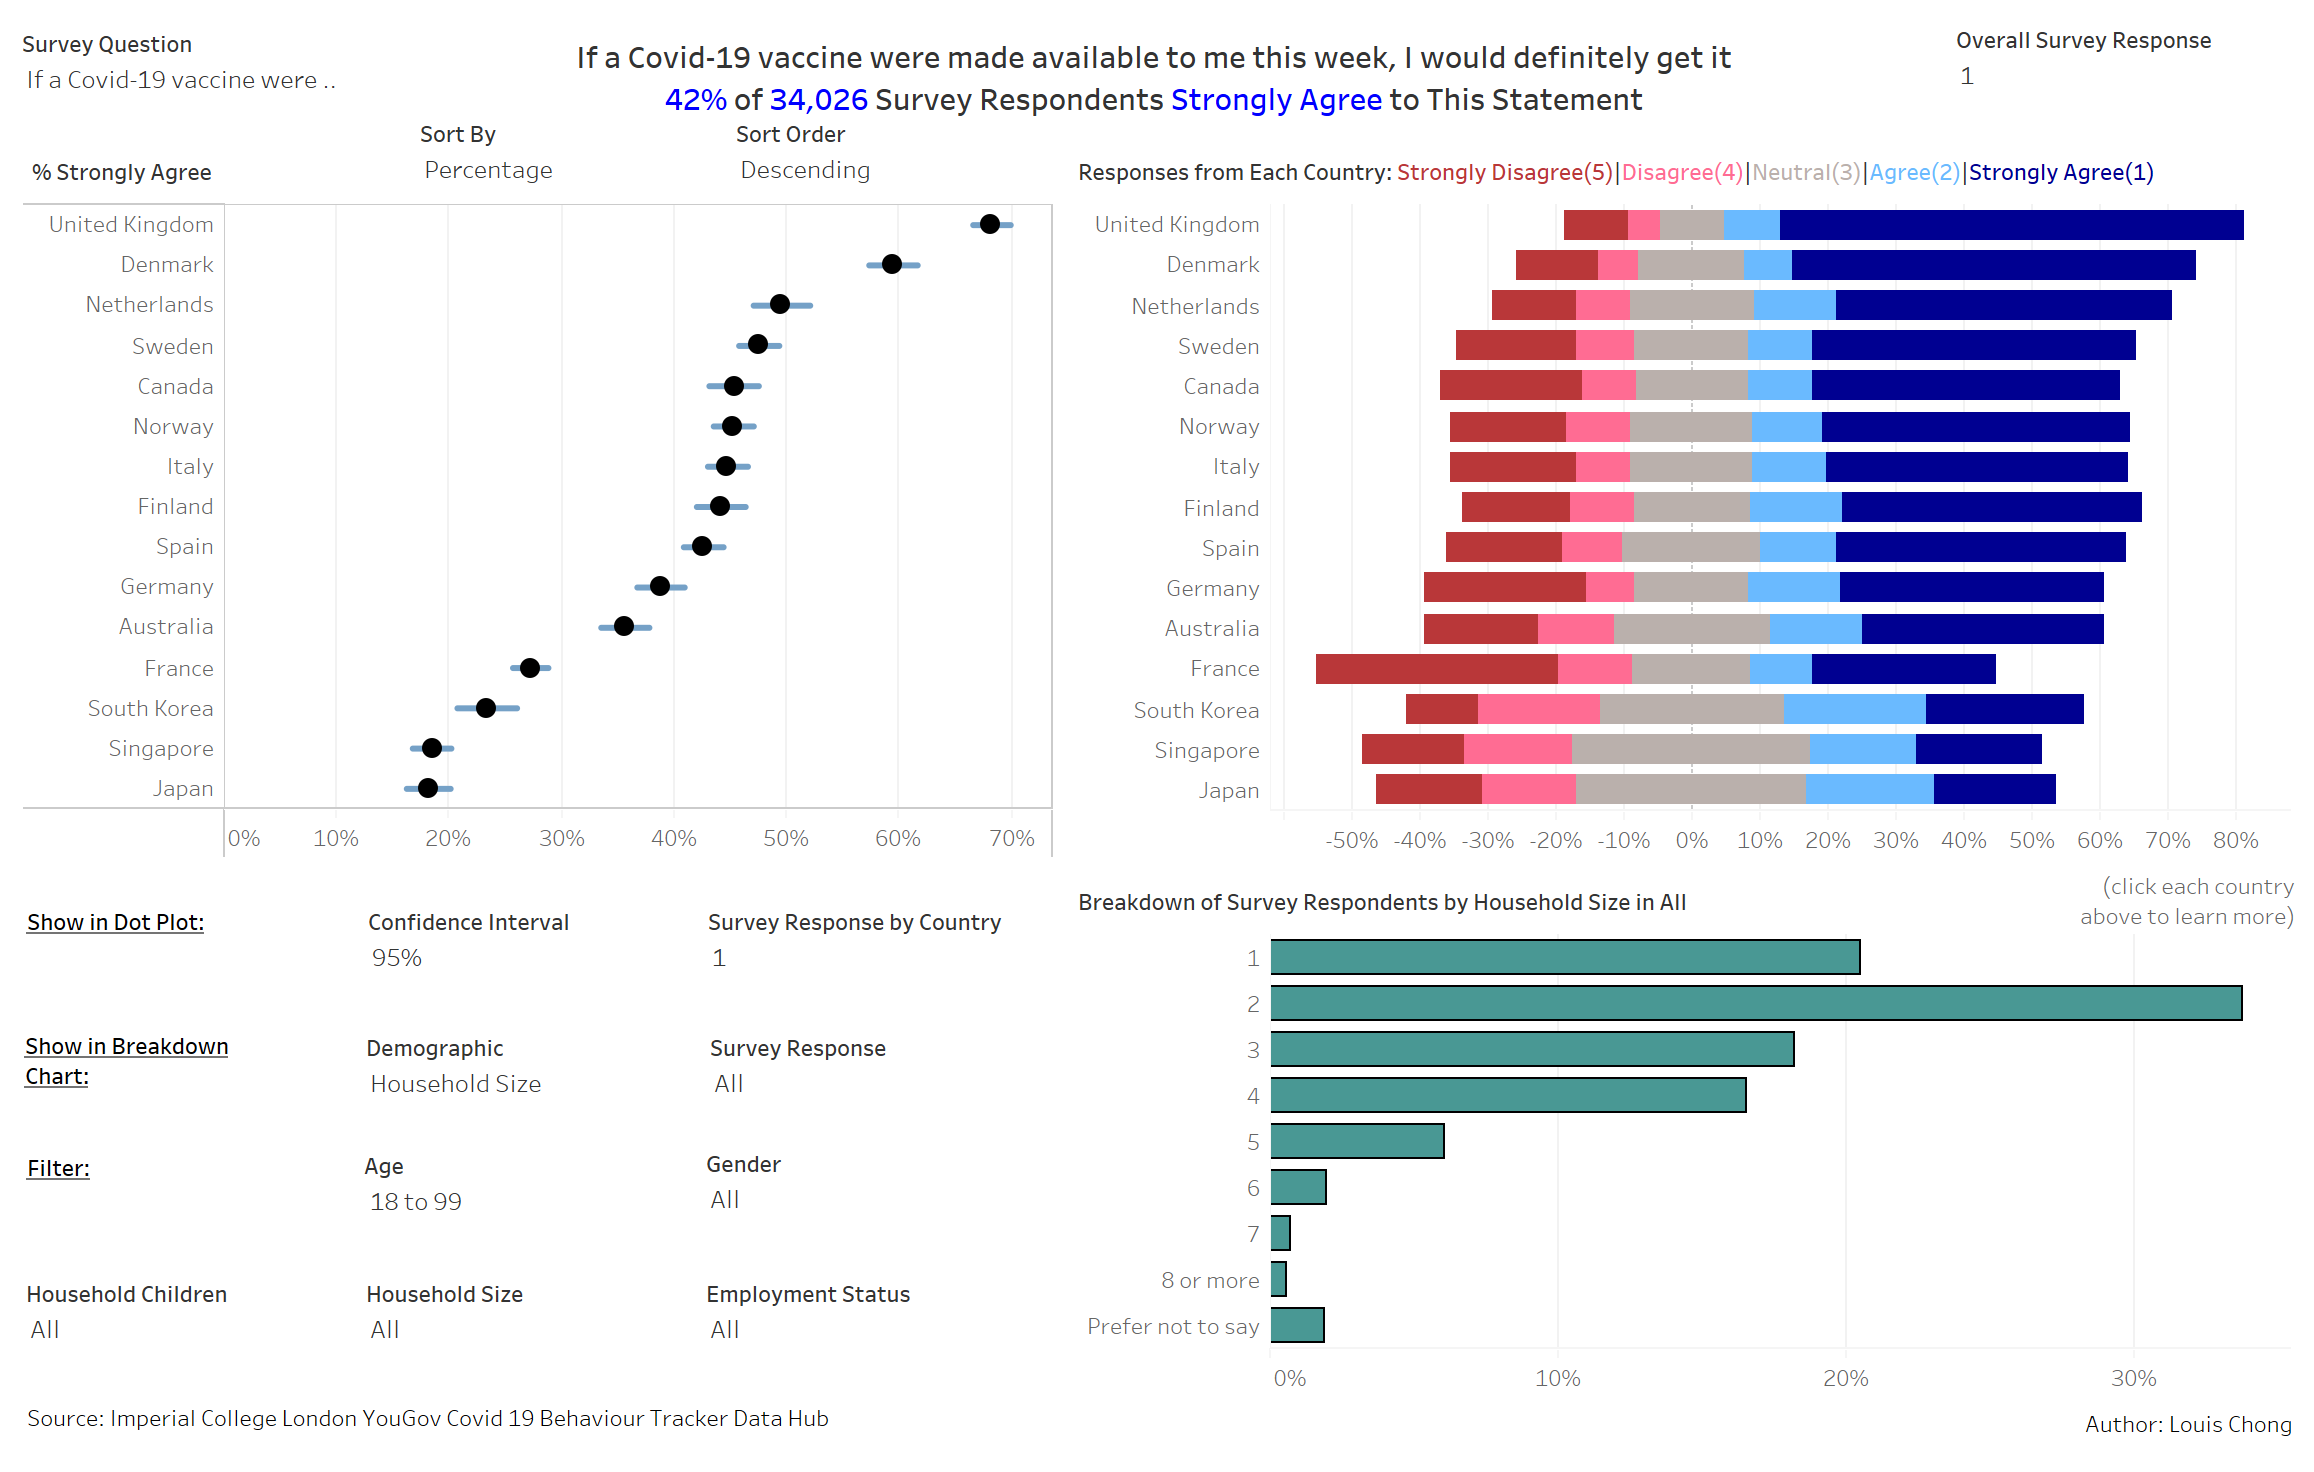 Survey Question
If a Covid-19 vaccine were ..
If a Covid-19 vaccine were made available to me this week, I would definitely get it
42% of 34,026 Survey Respondents Strongly Agree to This Statement
Overall Survey Response
1
Sort By
Percentage
Sort Order
Descending
% Strongly Agree
United Kingdom
Denmark
Netherlands
Sweden
Canada
Norway
Italy
Finland
Spain
Germany
Australia
France
South Korea
Singapore
Japan
0% 10% 20% 30% 40% 50% 60% 70%
Responses from Each Country: Strongly Disagree(5)|Disagree(4)|Neutral(3)|Agree(2)|Strongly Agree(1)
United Kingdom
Denmark
Netherlands
Sweden
Canada
Norway
Italy
Finland
Spain
Germany
Australia
France
South Korea
Singapore
Japan
-50% -40% -30% -20% -10% 0% 10% 20% 30% 40% 50% 60% 70% 80%
Show in Dot Plot:
Confidence Interval
95%
Survey Response by Country
1
Show in Breakdown
Chart:
Demographic
Household Size
Survey Response
All
Filter:
Age
18 to 99
Gender
All
Household Children
All
Household Size
All
Employment Status
All
Breakdown of Survey Respondents by Household Size in All
(click each country
above to learn more)
1
2
3
4
5
6
7
8 or more
Prefer not to say
0% 10% 20% 30%
Source: Imperial College London YouGov Covid 19 Behaviour Tracker Data Hub
Author: Louis Chong